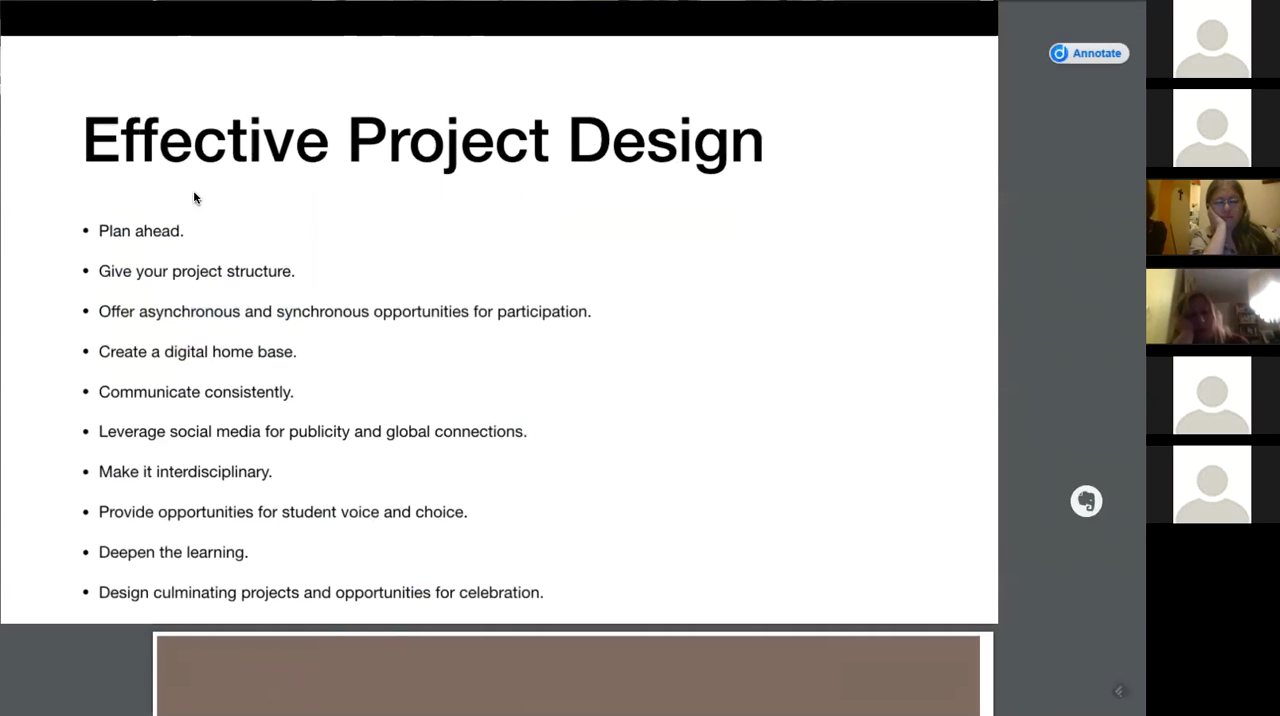 Effective Project Design
• Plan ahead.
• Give your project structure.
• Offer asynchronous and synchronous opportunities for participation.
• Create a digital home base.
• Communicate consistently.
• Leverage social media for publicity and global connections.
• Make it interdisciplinary.
• Provide opportunities for student voice and choice.
• Deepen the learning.
• Design culminating projects and opportunities for celebration.
Annotate